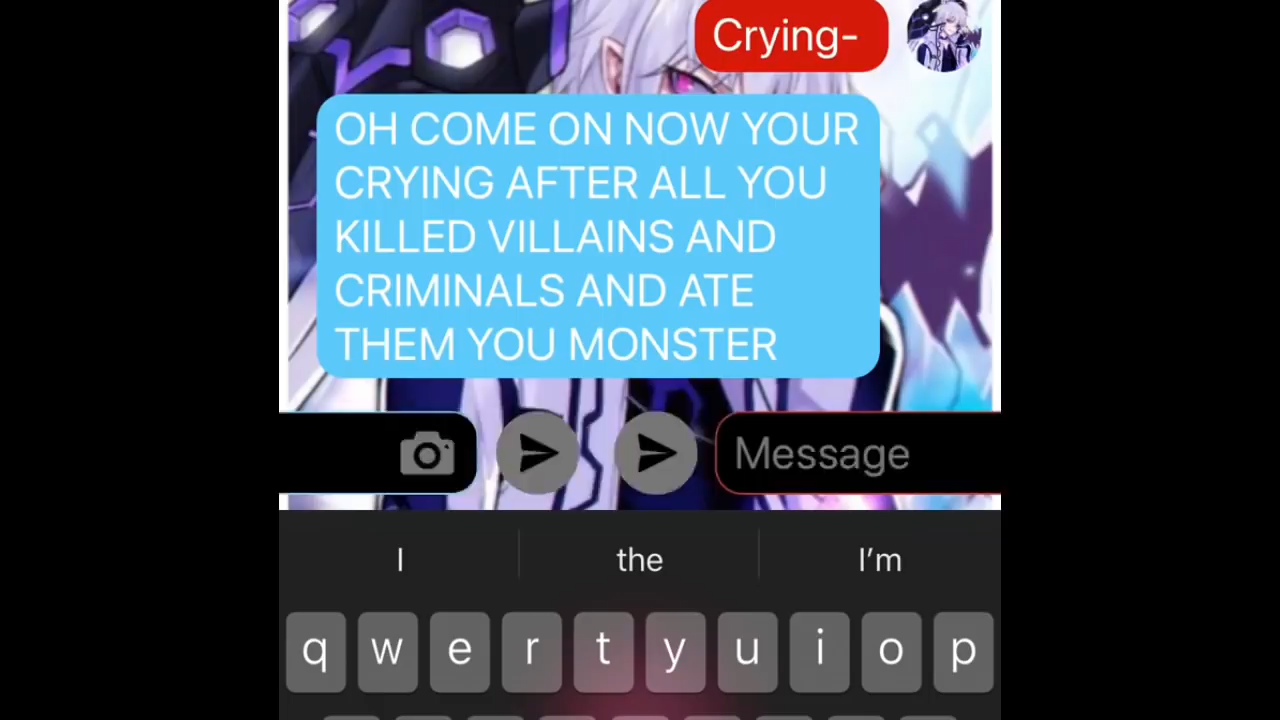 Crying-
OH COME ON NOW YOUR
CRYING AFTER ALL YOU
KILLED VILLAINS AND
CRIMINALS AND ATE
THEM YOU MONSTER
Message
I the I’m
q w e r t y u i o p